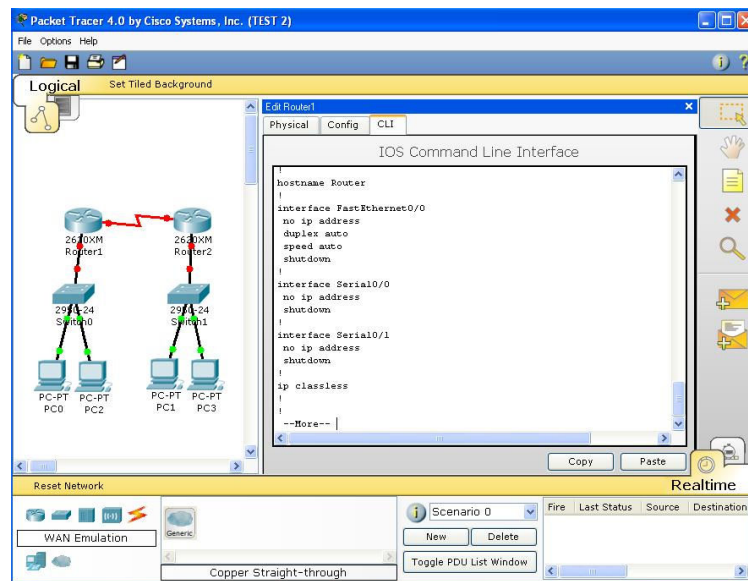 Packet Tracer 4.0 by Cisco Systems, Inc. (TEST 2)
File Options Help
Logical
Set Tiled Background
Edit Router1
Physical Config CLI
IOS Command Line Interface
!
hostname Router
!
interface FastEthernet0/0
no ip address
duplex auto
speed auto
shutdown
!
interface Serial0/0
no ip address
shutdown
!
interface Serial0/1
no ip address
shutdown
!
ip classless
!
!
--More--
Copy Paste
2620XM
Router1
2620XM
Router2
2950-24
Switch0
2950-24
Switch1
PC-PT
PC0
PC-PT
PC2
PC-PT
PC1
PC-PT
PC3
Reset Network
Realtime
WAN Emulation
Generic
Copper Straight-through
Scenario 0
New Delete
Toggle PDU List Window
Fire Last Status Source Destination